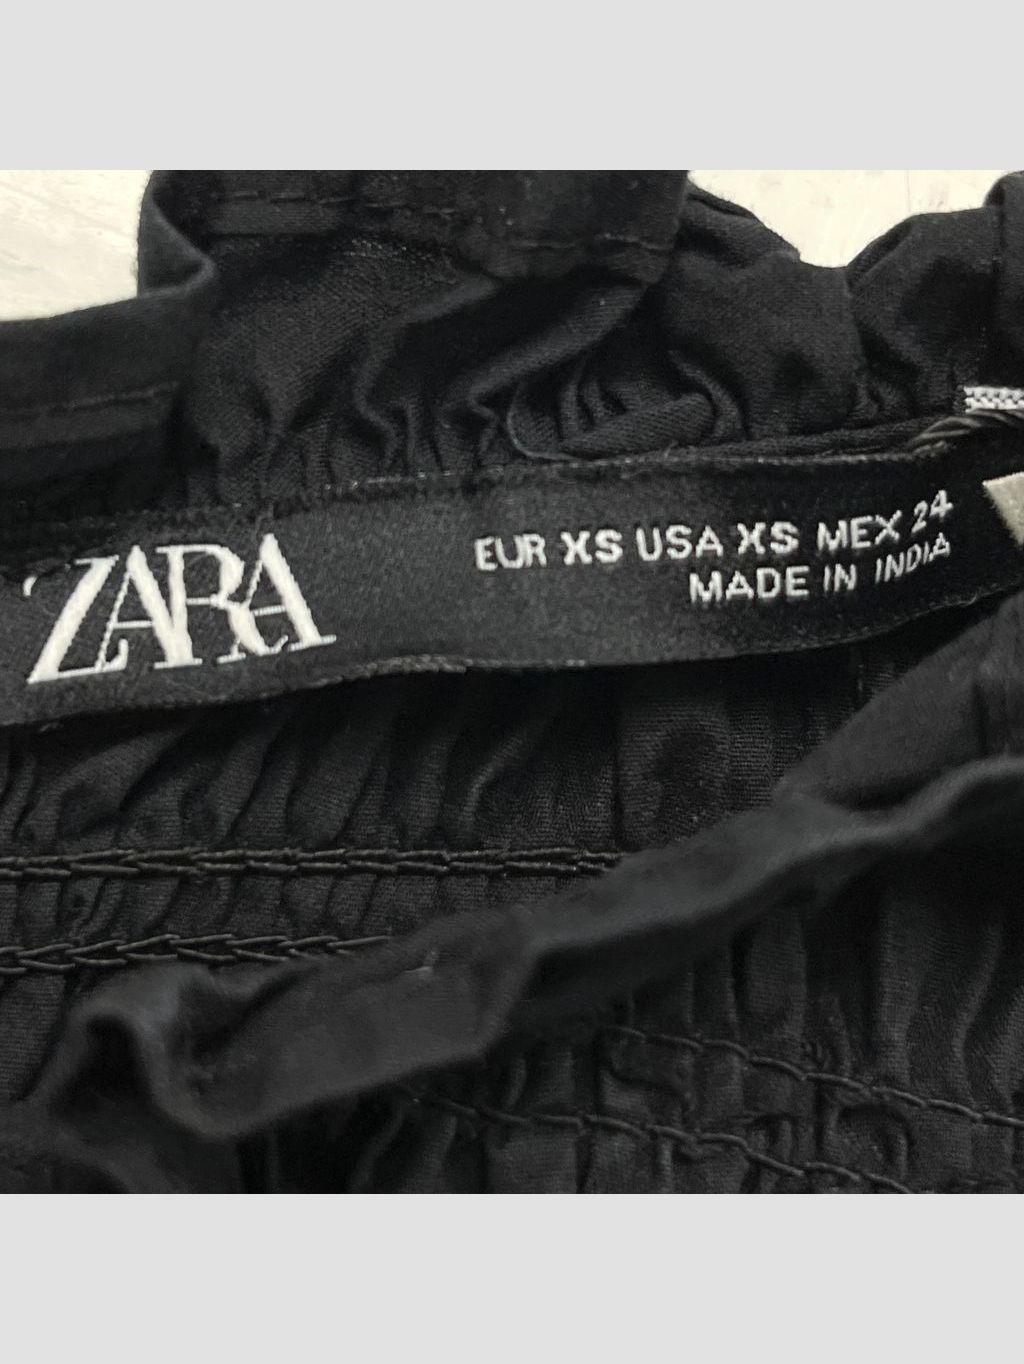 ZARA
EUR XS USA XS MEX 24
MADE IN INDIA